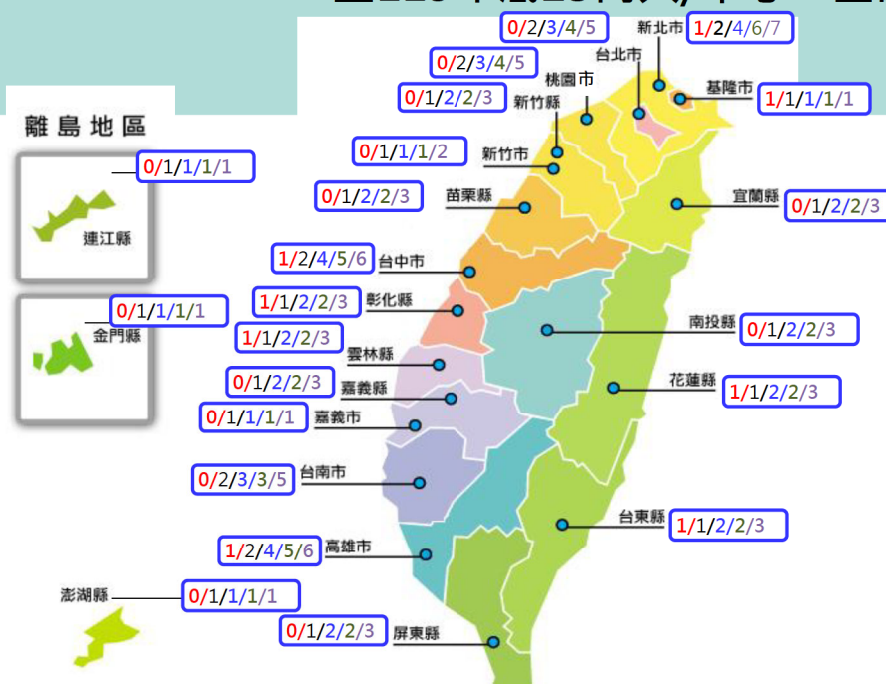 0/2/3/4/5
新北市
1/2/4/6/7
0/2/3/4/5
台北市
0/1/2/2/3
桃園市
新竹縣
基隆市
1/1/1/1/1
離島地區
0/1/1/1/1
連江縣
0/1/1/1/2
新竹市
0/1/2/2/3
苗栗縣
宜蘭縣
0/1/2/2/3
1/2/4/5/6
台中市
1/1/2/2/3
彰化縣
0/1/1/1/1
金門縣
1/1/2/2/3
雲林縣
南投縣
0/1/2/2/3
0/1/2/2/3
嘉義縣
花蓮縣
1/1/2/2/3
0/1/1/1/1
嘉義市
0/2/3/3/5
台南市
台東縣
1/1/2/2/3
1/2/4/5/6
高雄市
澎湖縣
0/1/1/1/1
0/1/2/2/3
屏東縣